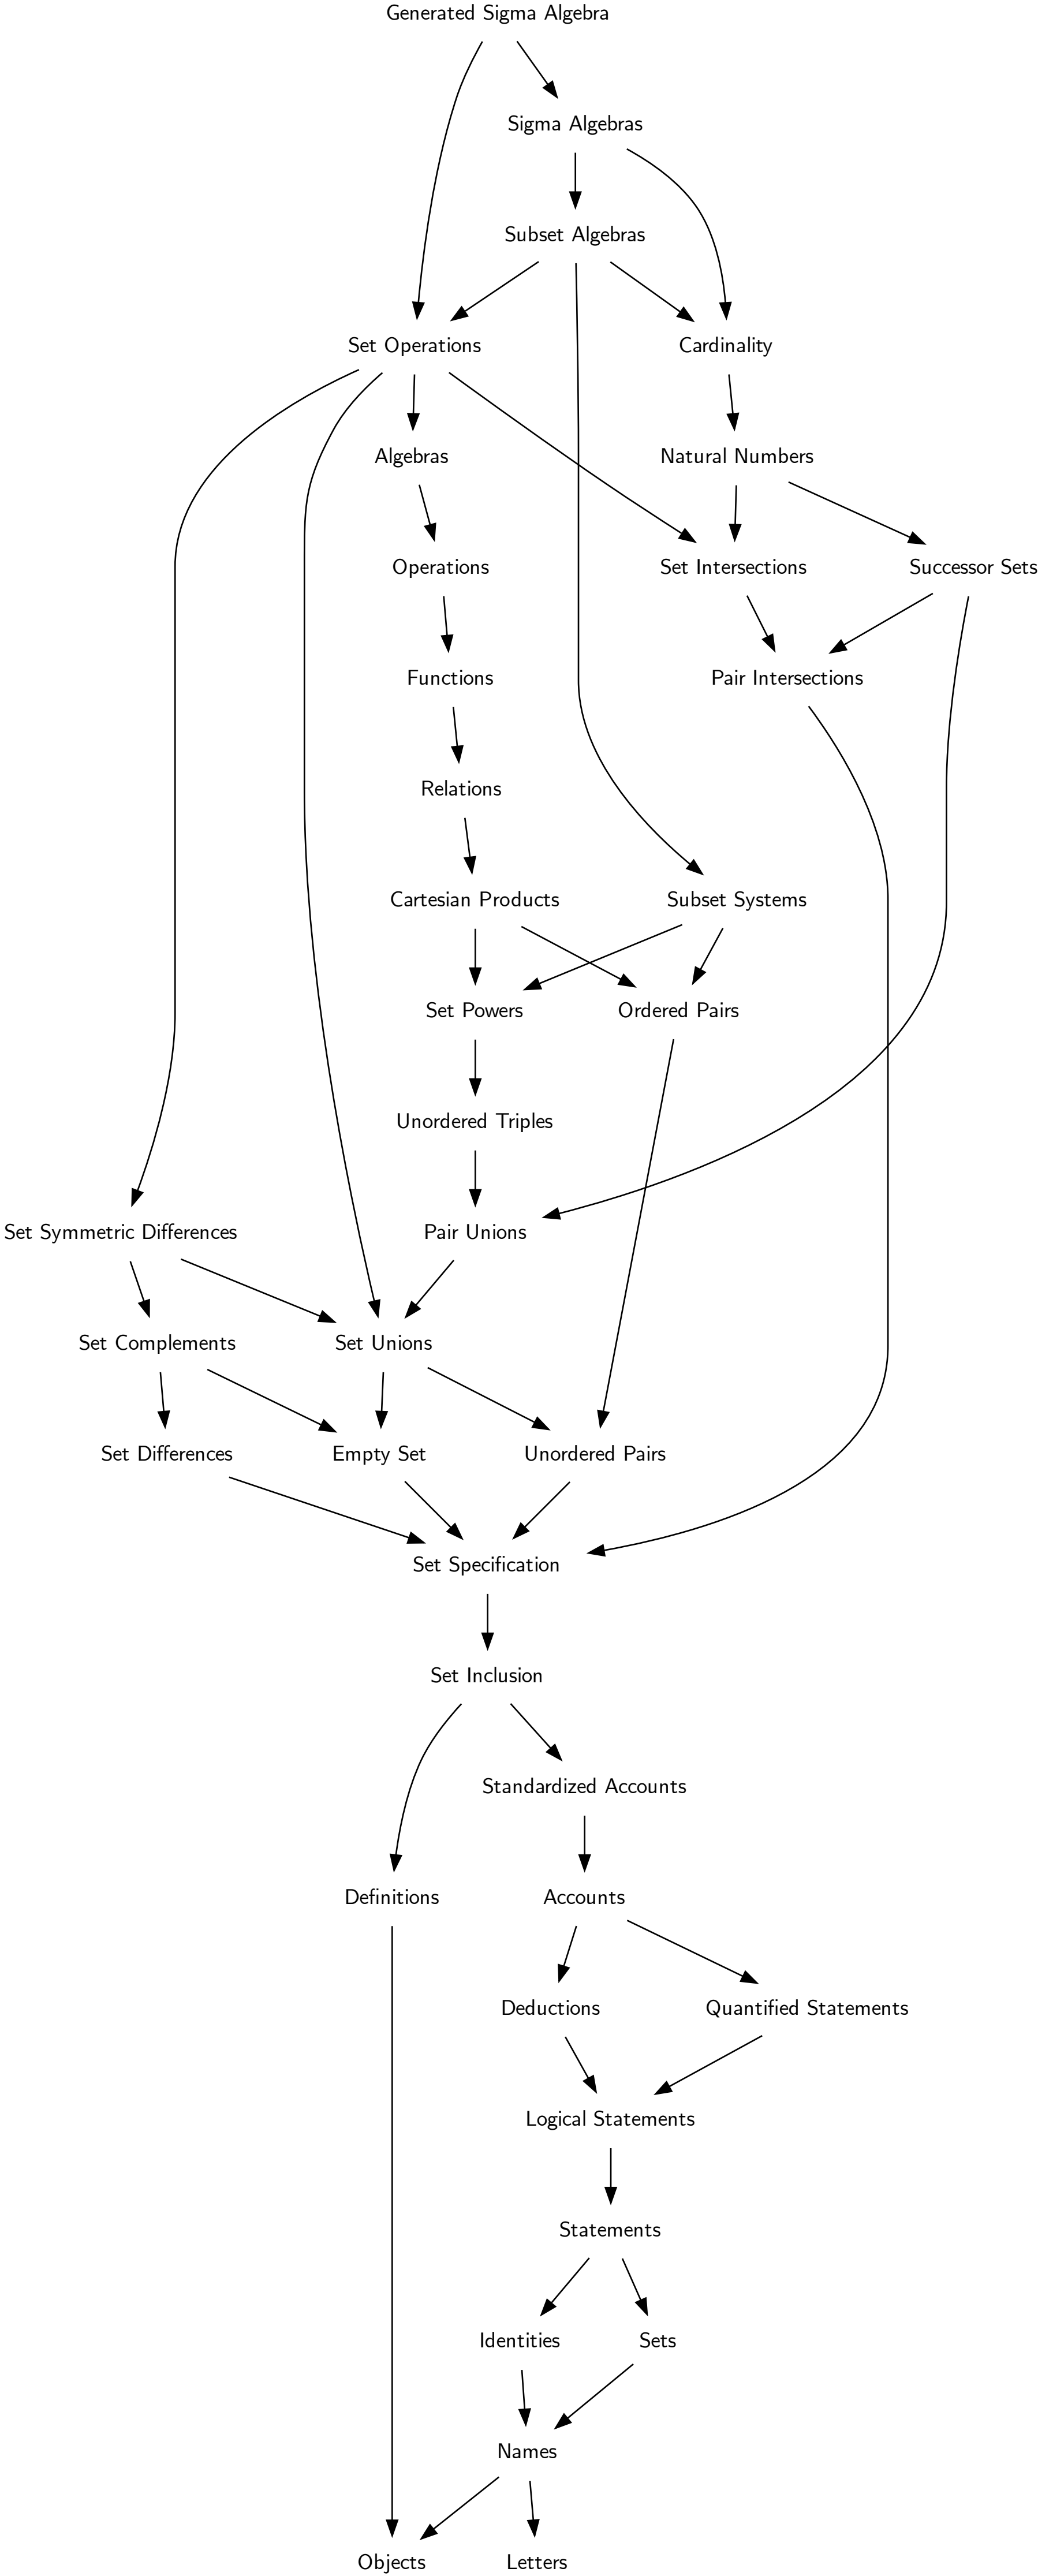 Generated Sigma Algebra
Sigma Algebras
Subset Algebras
Set Operations
Cardinality
Algebras
Natural Numbers
Operations
Set Intersections
Successor Sets
Functions
Pair Intersections
Relations
Cartesian Products
Subset Systems
Set Powers
Ordered Pairs
Unordered Triples
Set Symmetric Differences
Pair Unions
Set Complements
Set Unions
Set Differences
Empty Set
Unordered Pairs
Set Specification
Set Inclusion
Standardized Accounts
Definitions
Accounts
Deductions
Quantified Statements
Logical Statements
Statements
Identities
Sets
Names
Objects
Letters